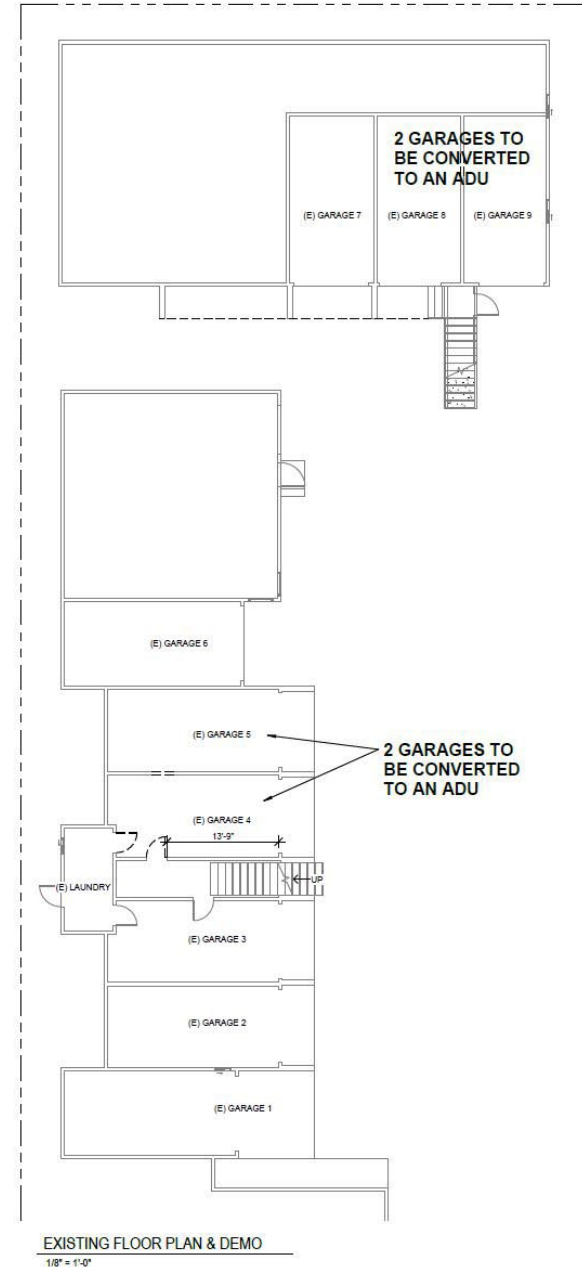 2 GARAGES TO
BE CONVERTED
TO AN ADU
(E) GARAGE 7
(E) GARAGE 8
(E) GARAGE 9
(E) GARAGE 6
(E) GARAGE 5
2 GARAGES TO
BE CONVERTED
TO AN ADU
(E) GARAGE 4
13'-9"
UP
(E) LAUNDRY
(E) GARAGE 3
(E) GARAGE 2
(E) GARAGE 1
EXISTING FLOOR PLAN & DEMO
1/8" = 1'-0"